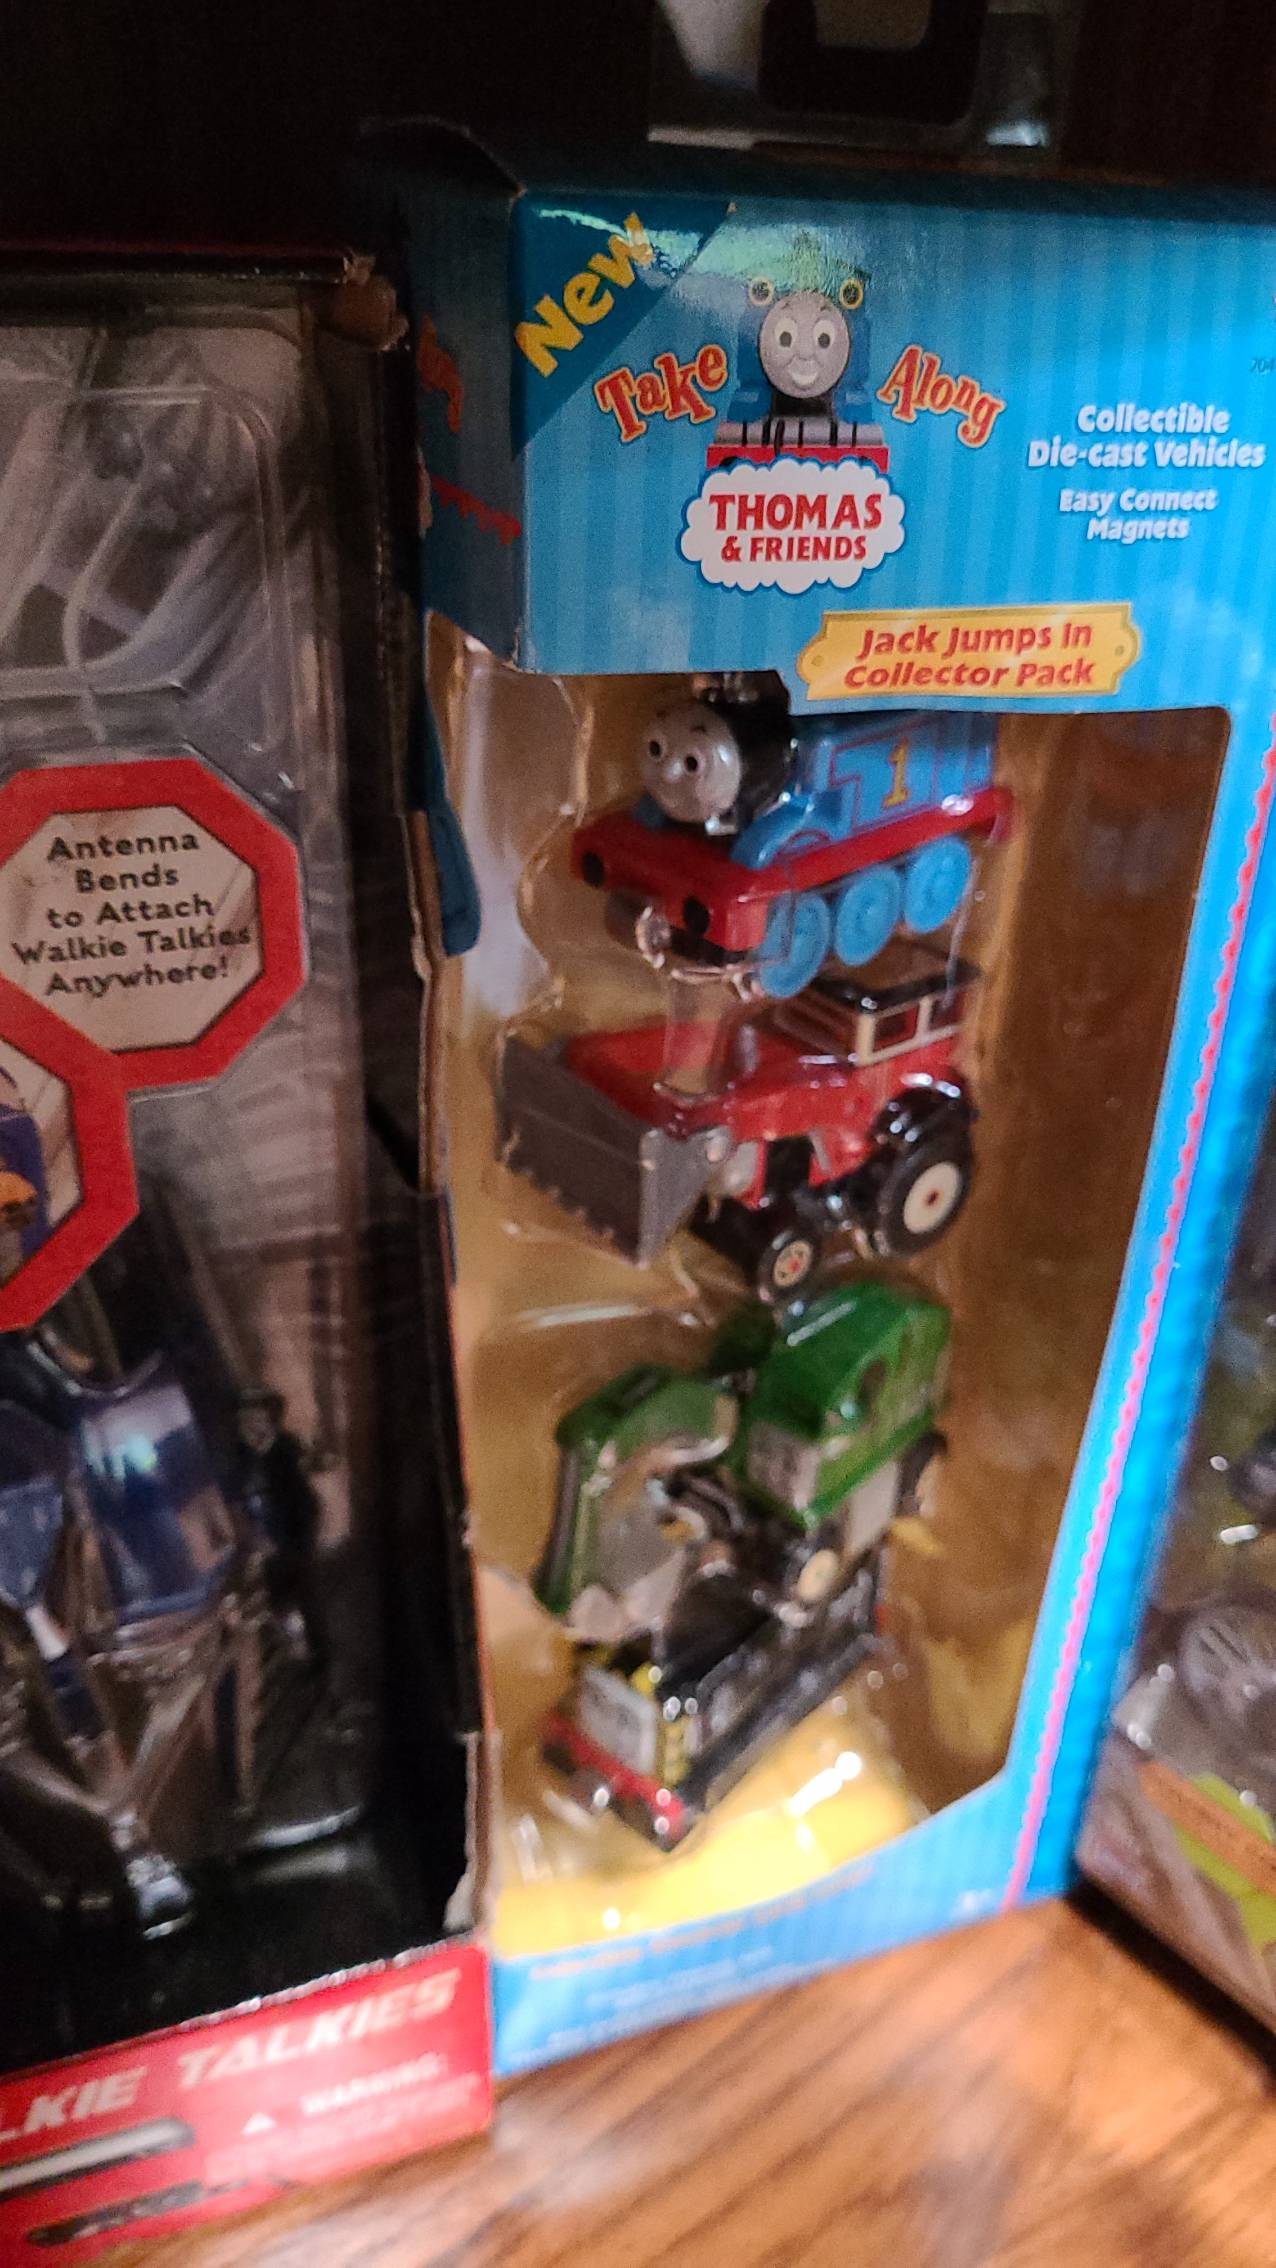 New
Take Along
THOMAS
& FRIENDS
Collectible
Die-cast Vehicles
Easy Connect
Magnets
Jack Jumps In
Collector Pack
1
Antenna
Bends
to Attach
Walkie Talkies
Anywhere!
LKIE TALKIES
WARNING: